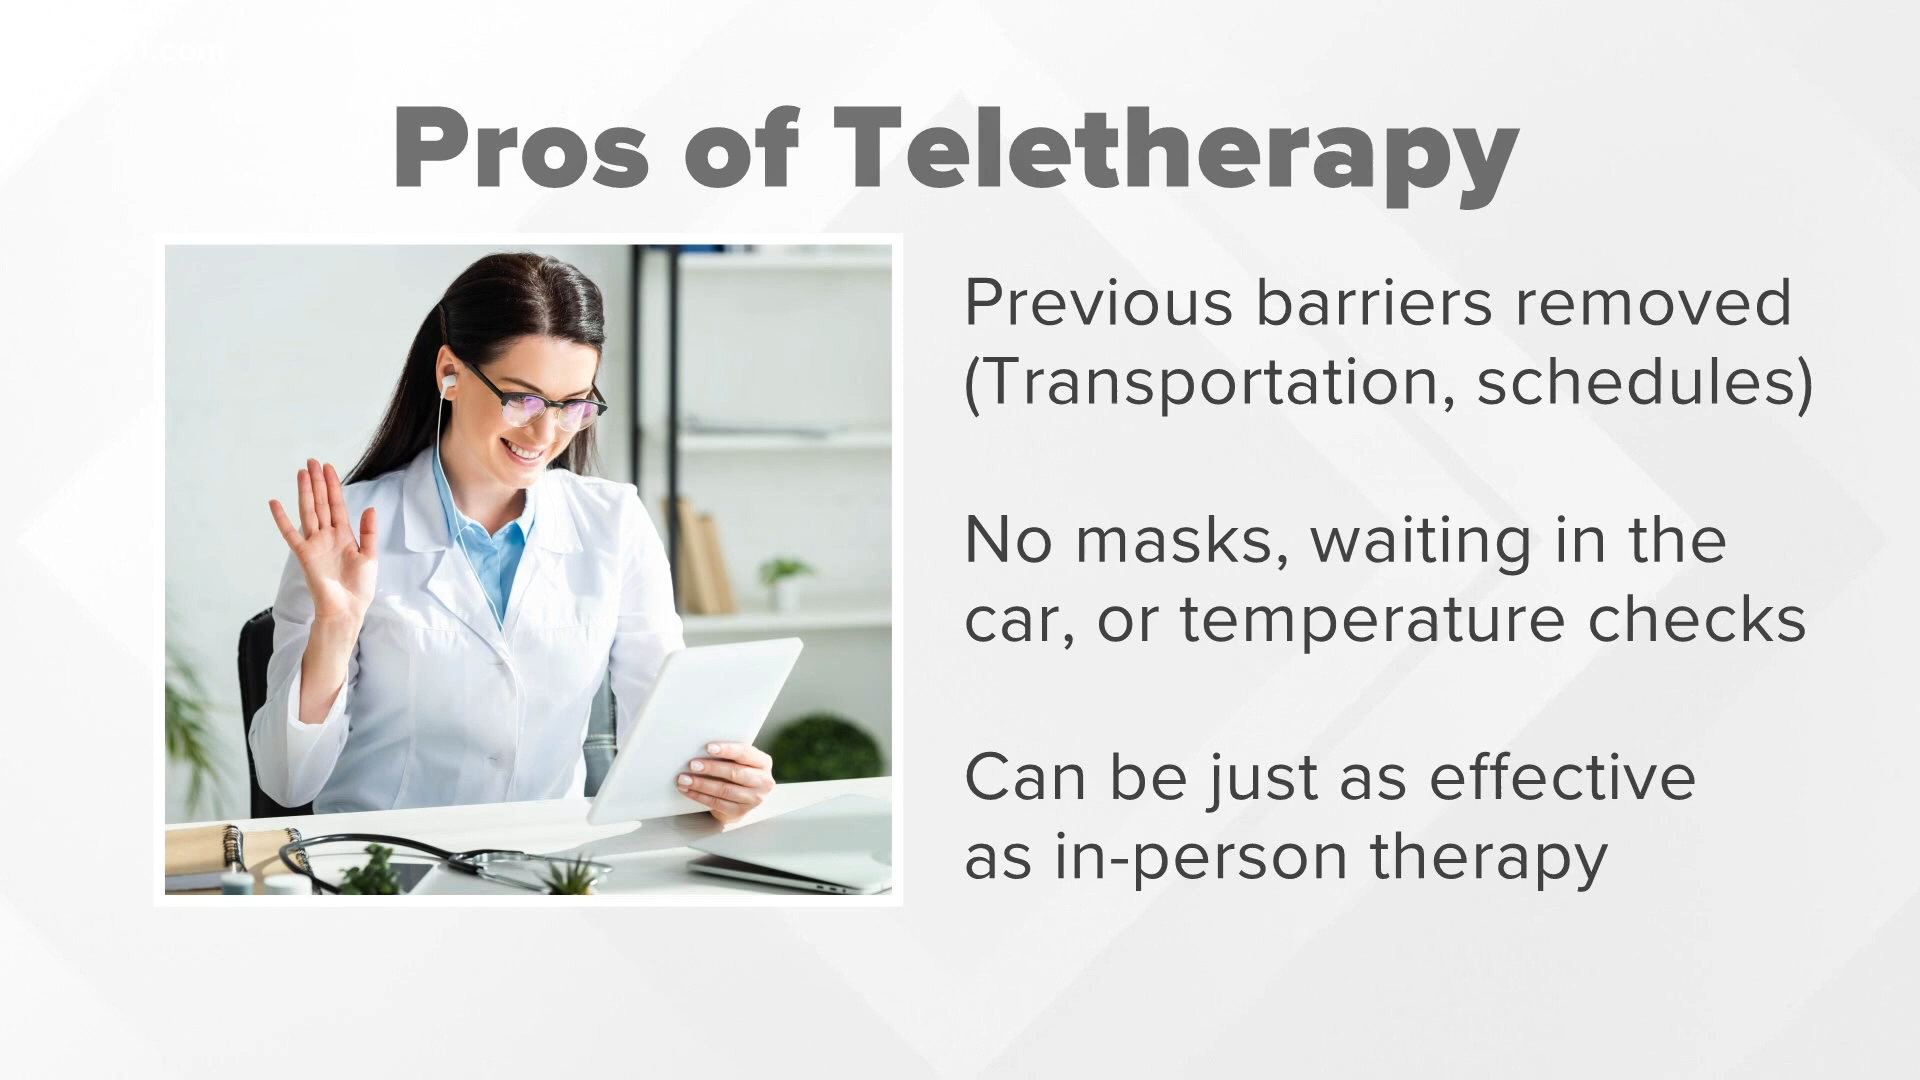 Pros of Teletherapy
Previous barriers removed
(Transportation, schedules)
No masks, waiting in the
car, or temperature checks
Can be just as effective
as in-person therapy